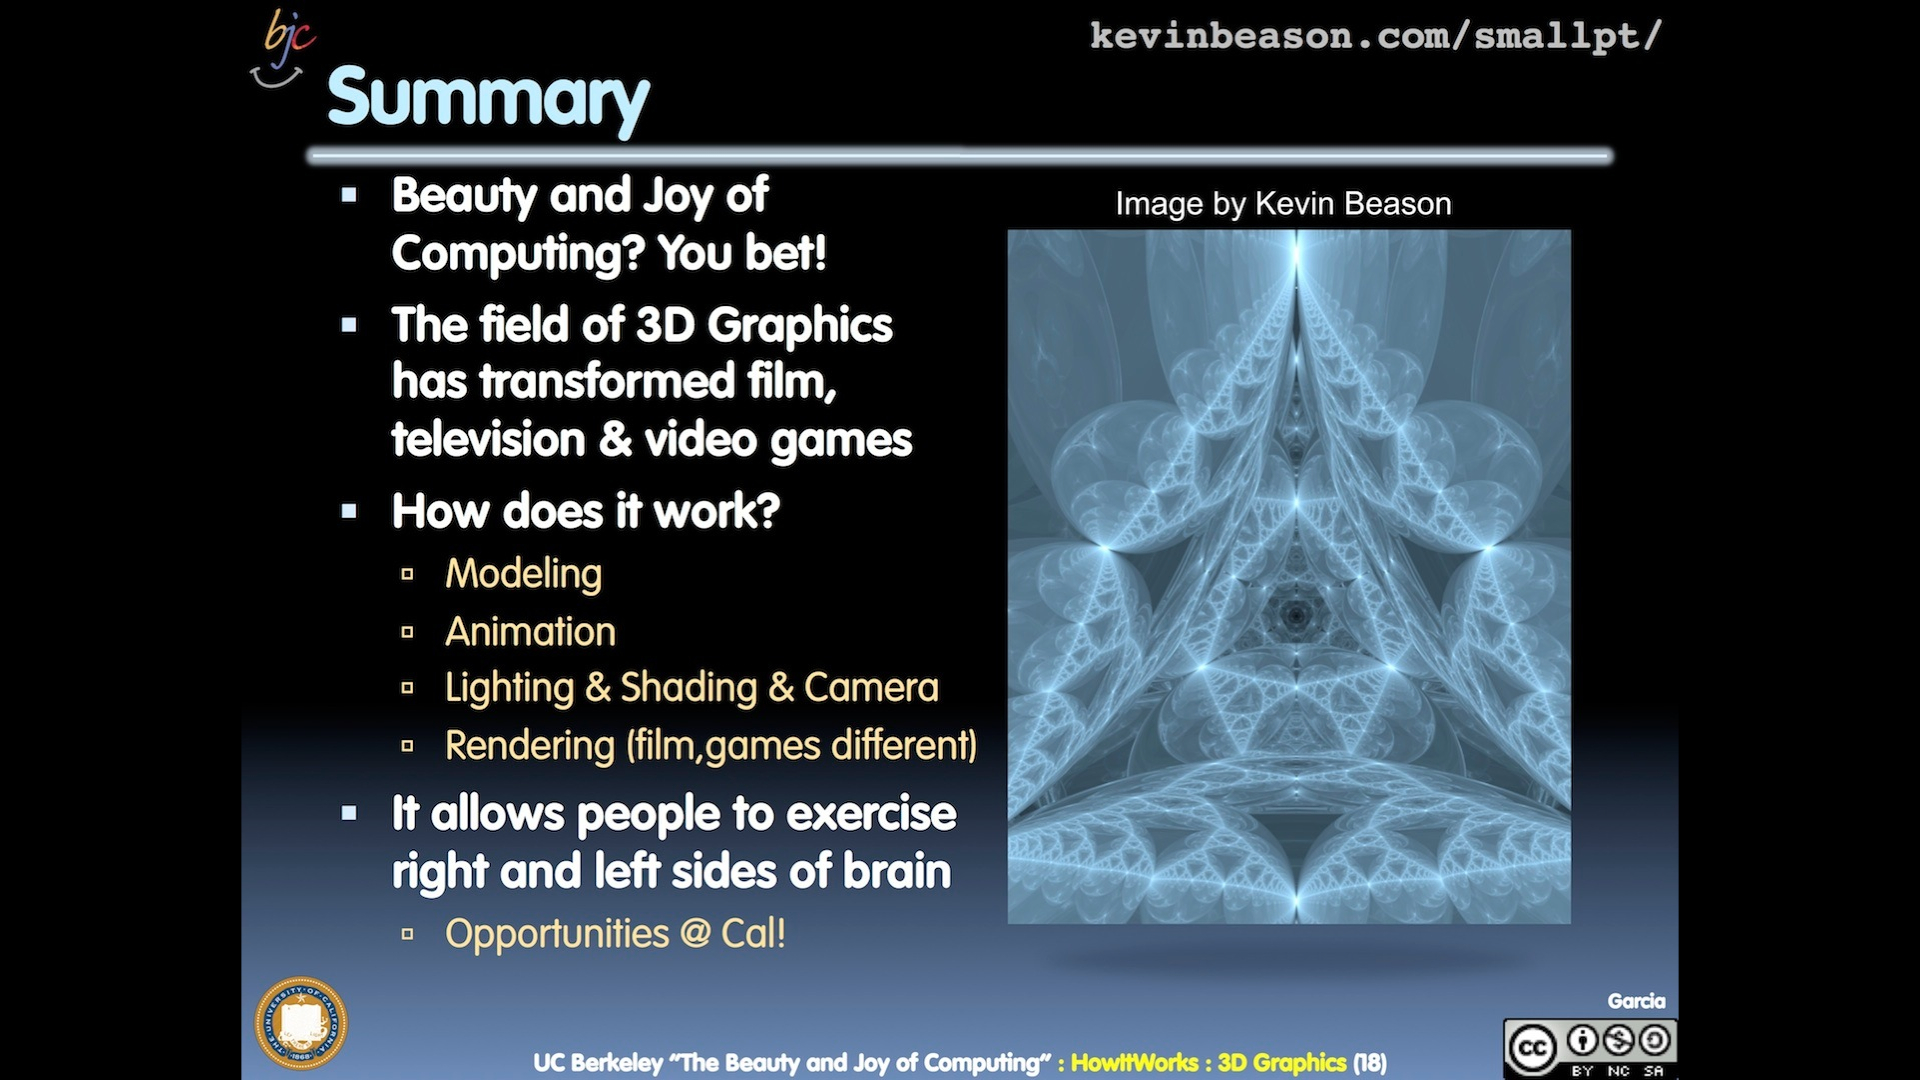 bjc
kevinbeason.com/smallpt/
Summary
Beauty and Joy of
Computing? You bet!
The field of 3D Graphics
has transformed film,
television & video games
How does it work?
Modeling
Animation
Lighting & Shading & Camera
Rendering (film,games different)
It allows people to exercise
right and left sides of brain
Opportunities @ Cal!
Image by Kevin Beason
THE·UNIVERSITY·OF·CALIFORNIA·
·1868·
Garcia
UC Berkeley “The Beauty and Joy of Computing” : HowItWorks : 3D Graphics (18)
cc
BY NC SA